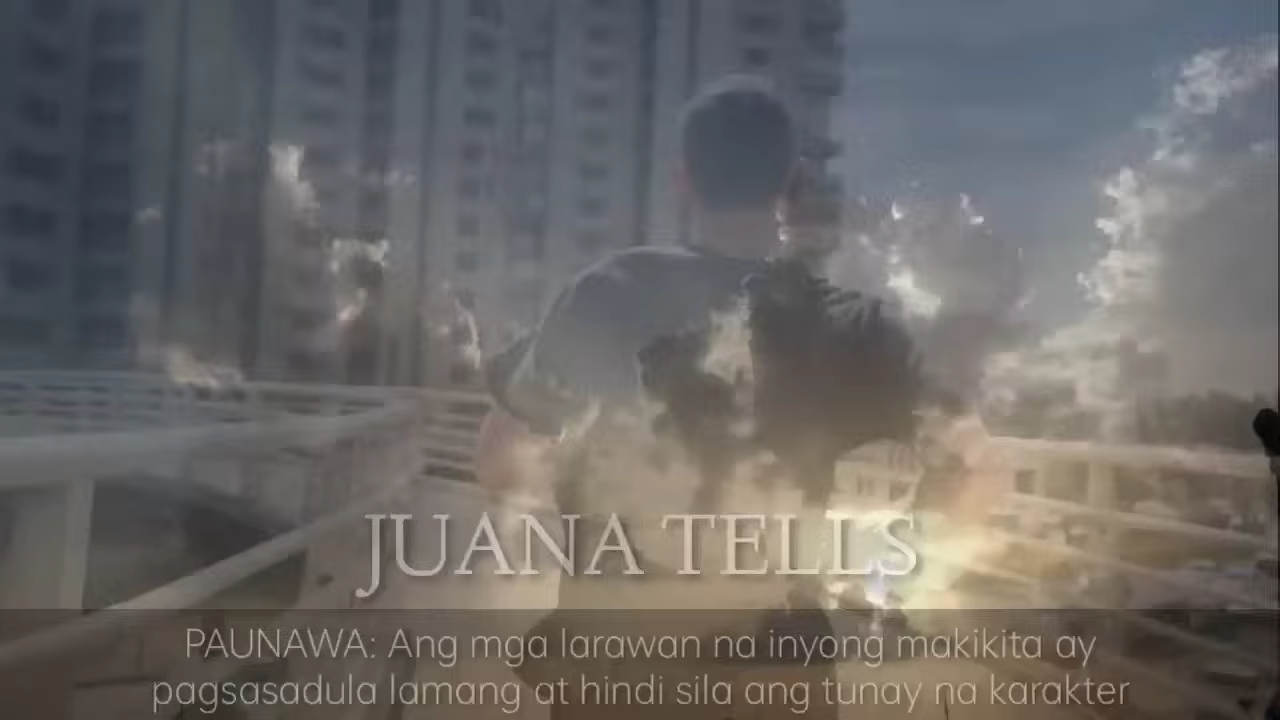 JUANA TELLS
PAUNAWA: Ang mga larawan na inyong makikita ay
pagsasadula lamang at hindi sila ang tunay na karakter